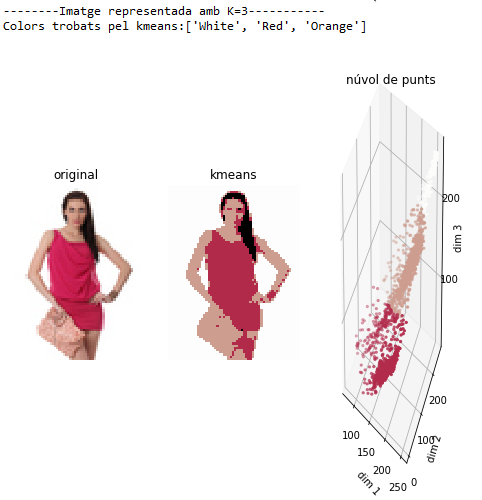 --------Imatge representada amb K=3-----------
Colors trobats pel kmeans:['White', 'Red', 'Orange']
núvol de punts
original
kmeans
200
dim 3
100
200
100
dim 2
0
100
150
200
250
dim 1